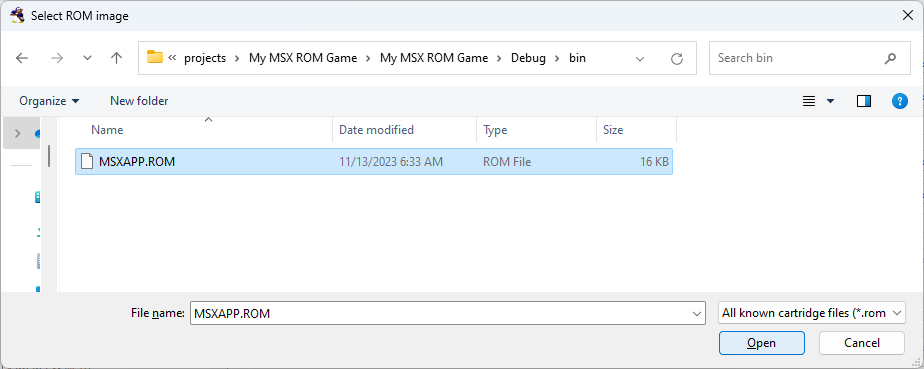 Select ROM image
« projects > My MSX ROM Game > My MSX ROM Game > Debug > bin
Search bin
Organize
New folder
Name Date modified Type Size
MSXAPP.ROM 11/13/2023 6:33 AM ROM File 16 KB
File name: MSXAPP.ROM
All known cartridge files (*.rom
Open
Cancel